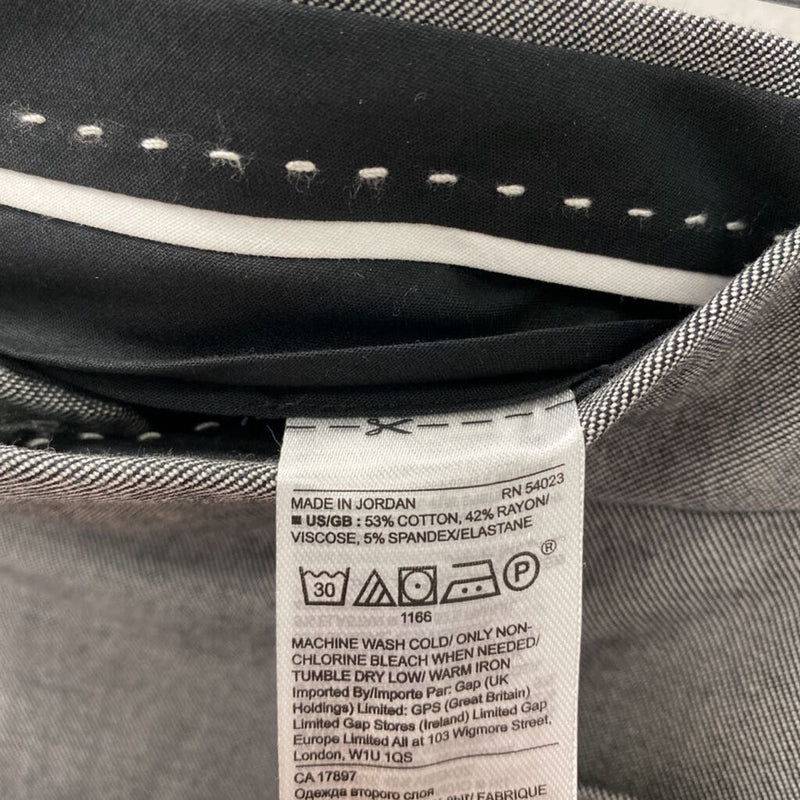 MADE IN JORDAN RN 54023
■ US/GB : 53% COTTON, 42% RAYON/
VISCOSE, 5% SPANDEX/ELASTANE
30 P ®
1166
MACHINE WASH COLD/ ONLY NON-
CHLORINE BLEACH WHEN NEEDED/
TUMBLE DRY LOW/ WARM IRON
Imported By/Importe Par: Gap (UK
Holdings) Limited: GPS (Great Britain)
Limited Gap Stores (Ireland) Limited Gap
Europe Limited All at 103 Wigmore Street,
London, W1U 1QS
CA 17897
Одежда второго слоя
/ FABRIQUE